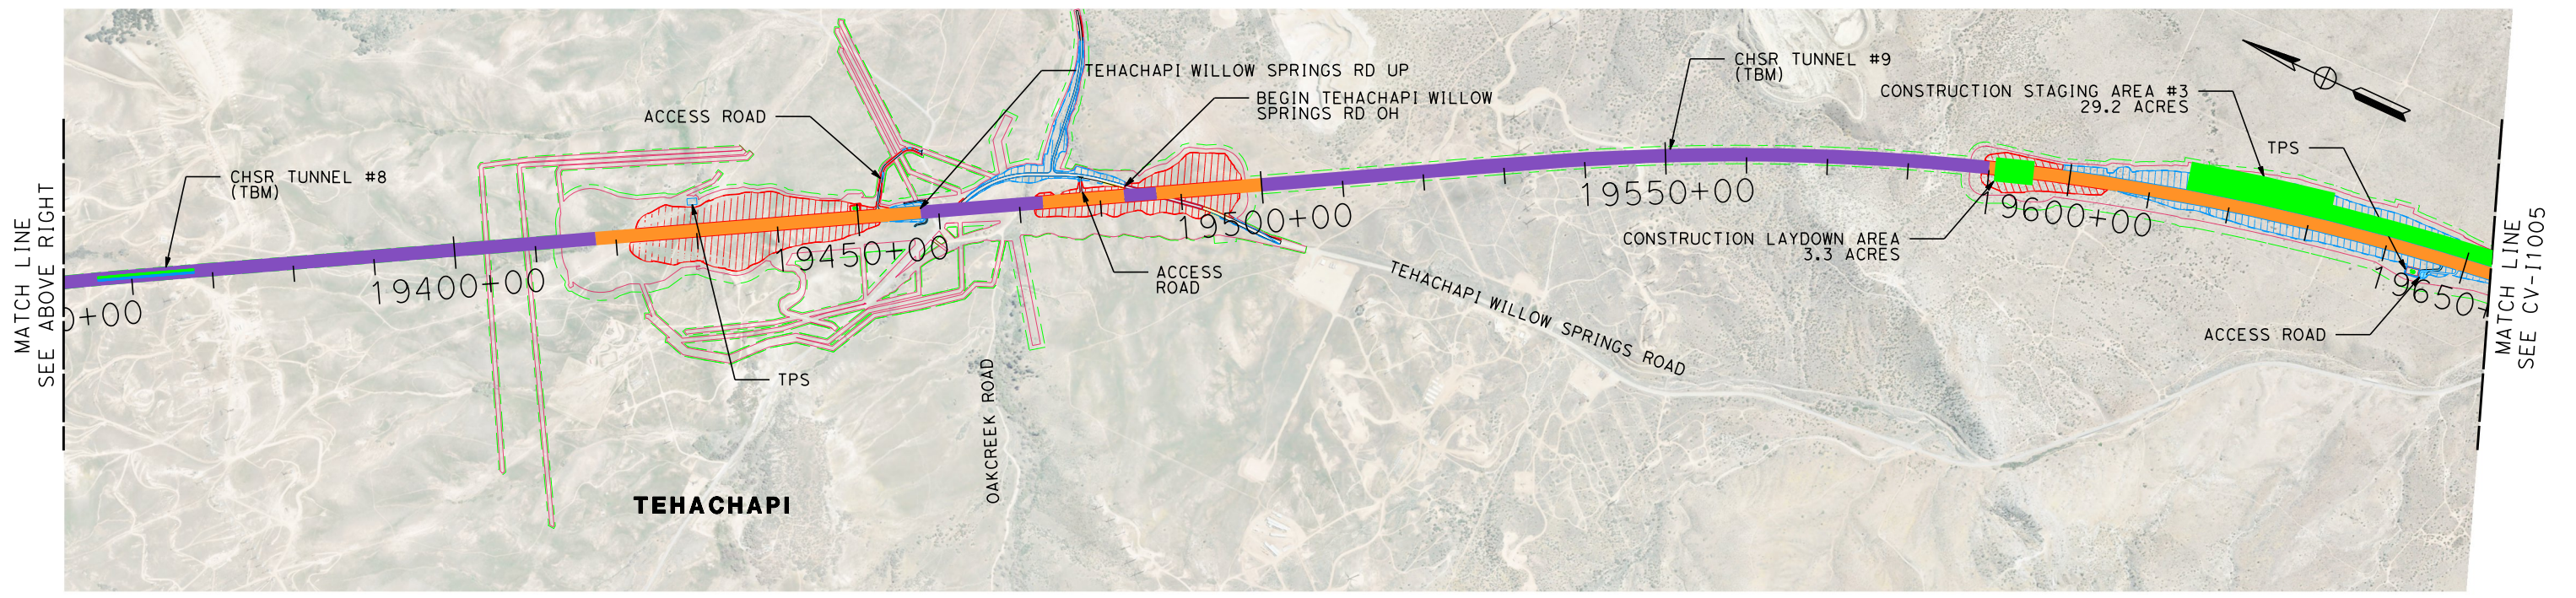 MATCH LINE
SEE ABOVE RIGHT
CHSR TUNNEL #8
(TBM)
0+00
19400+00
ACCESS ROAD
TEHACHAPI WILLOW SPRINGS RD UP
BEGIN TEHACHAPI WILLOW
SPRINGS RD OH
19450+00
TPS
TEHACHAPI
OAKCREEK ROAD
ACCESS
ROAD
19500+00
TEHACHAPI WILLOW SPRINGS ROAD
CHSR TUNNEL #9
(TBM)
19550+00
CONSTRUCTION STAGING AREA #3
29.2 ACRES
TPS
CONSTRUCTION LAYDOWN AREA
3.3 ACRES
19600+00
19650+
ACCESS ROAD
MATCH LINE
SEE CV-I1005